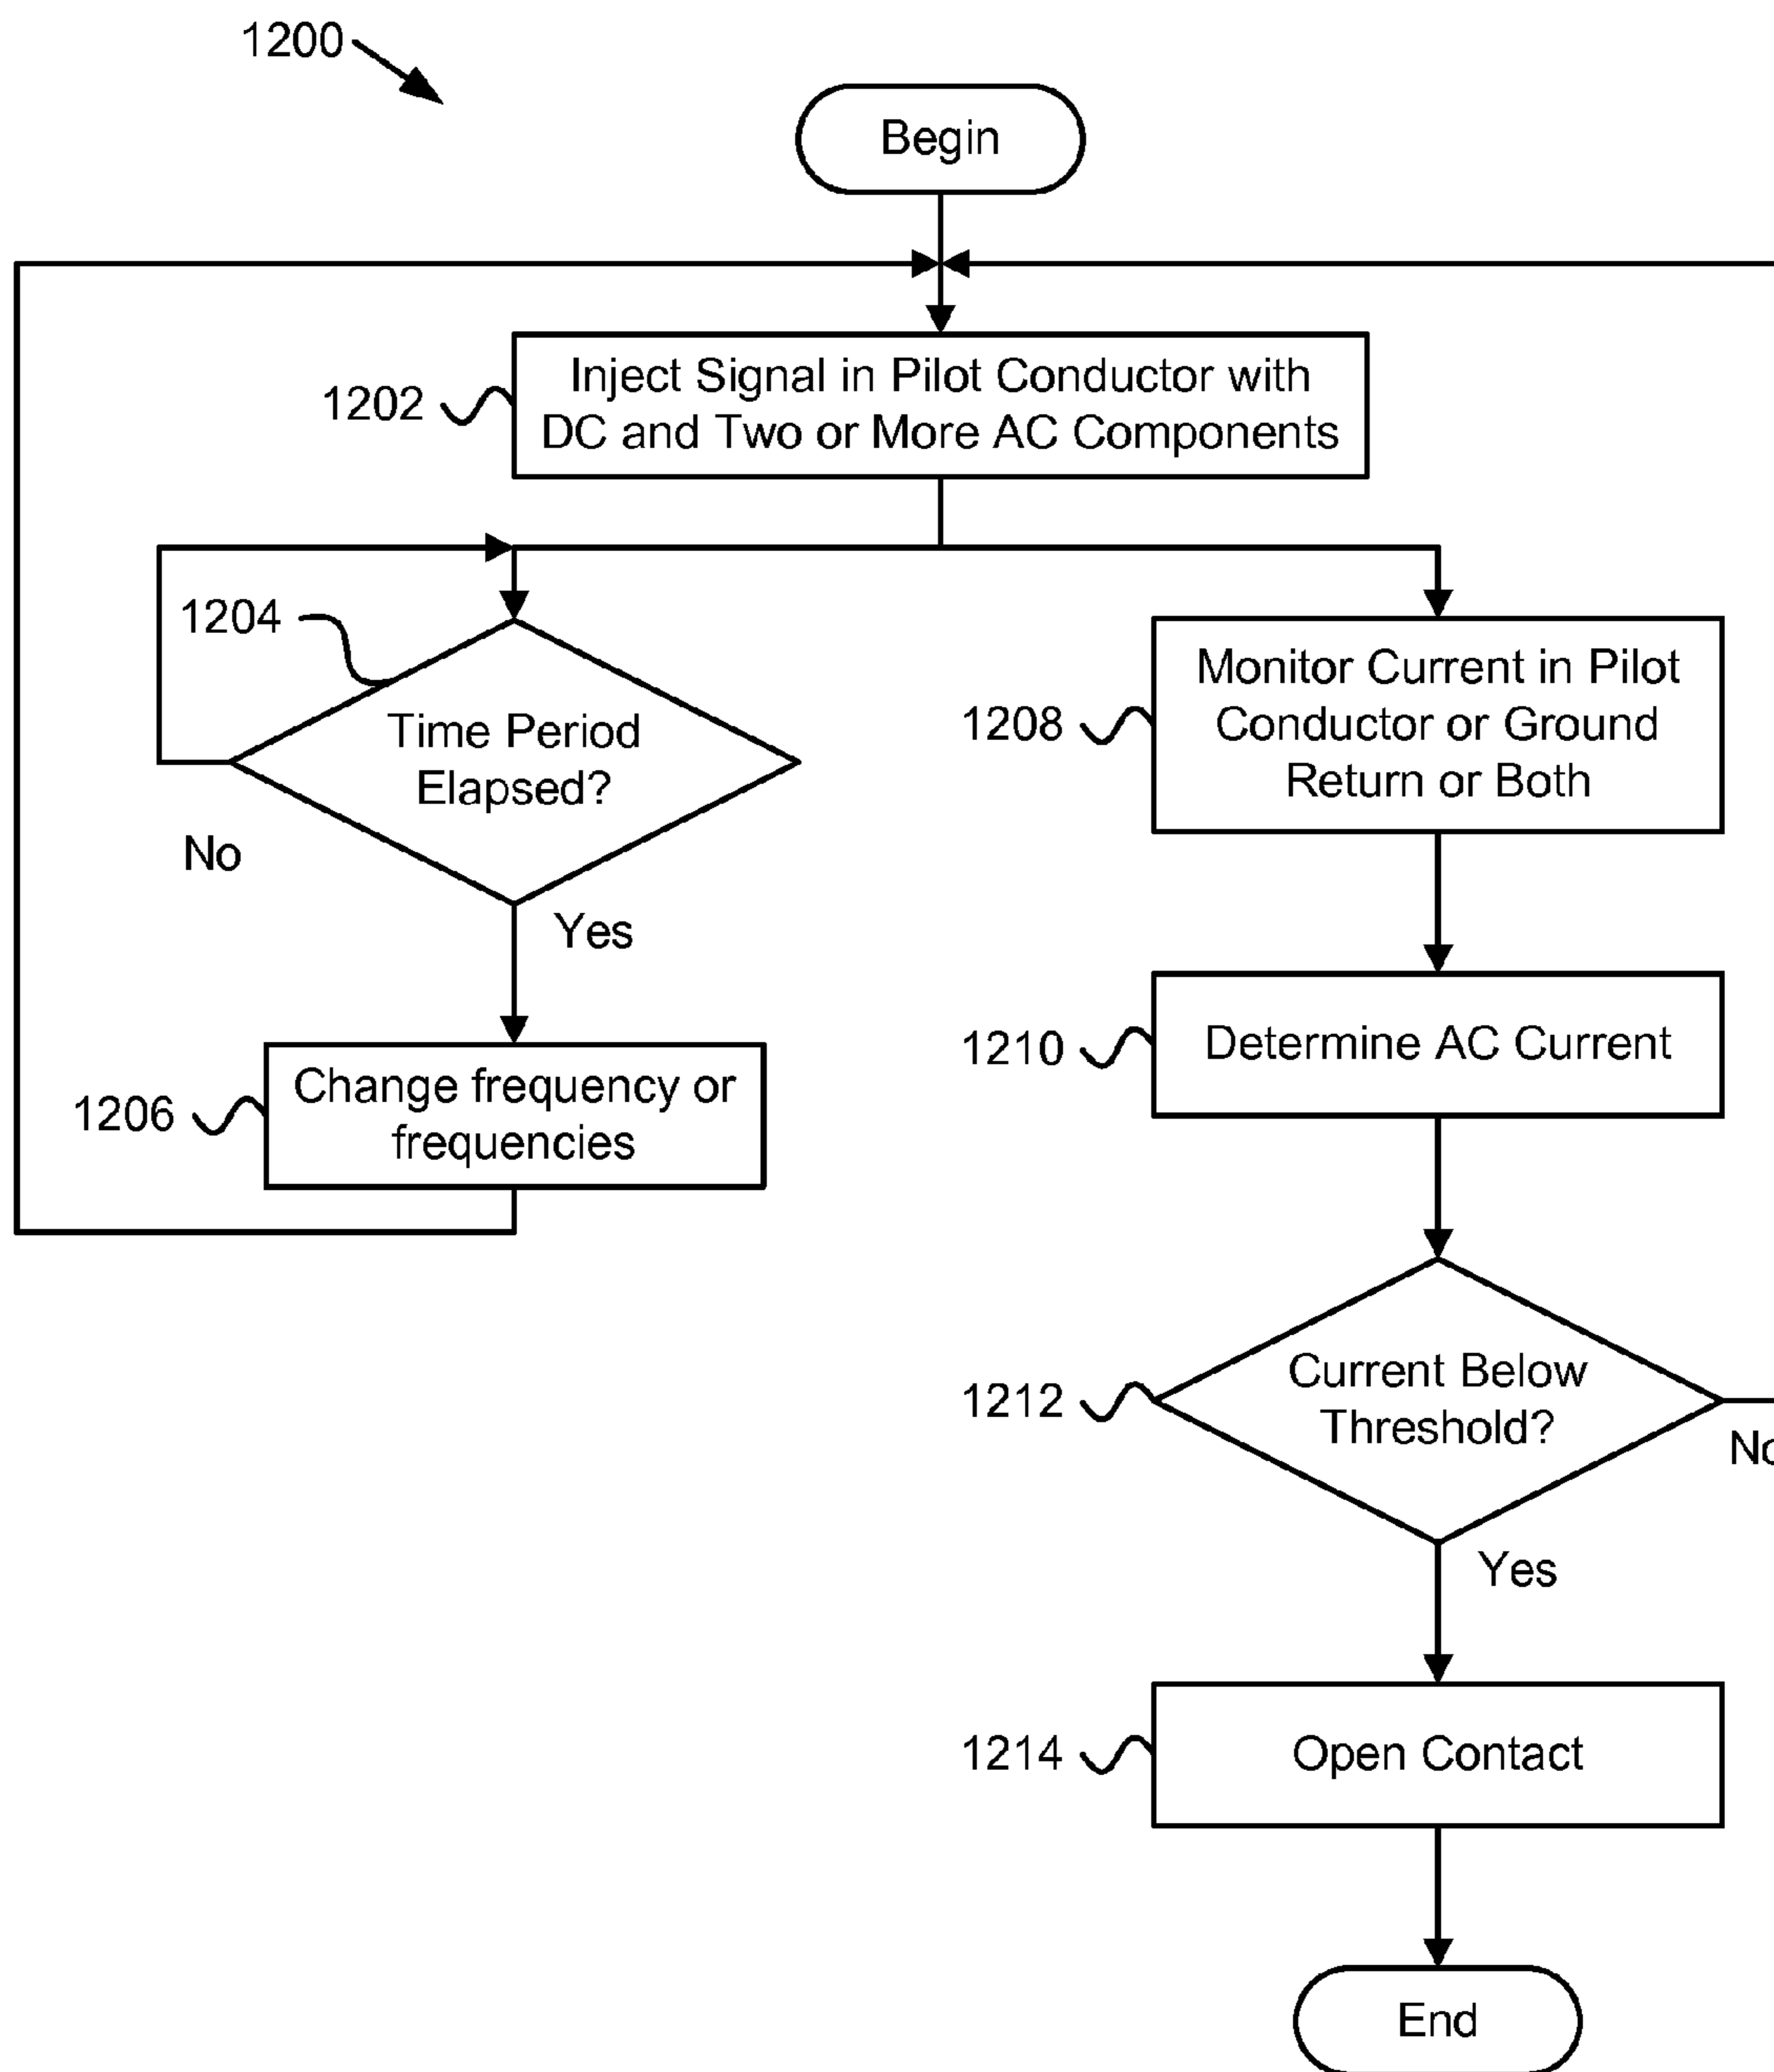 1200
Begin
1202
Inject Signal in Pilot Conductor with
DC and Two or More AC Components
1204
Time Period
Elapsed?
No
Yes
1206
Change frequency or
frequencies
1208
Monitor Current in Pilot
Conductor or Ground
Return or Both
1210
Determine AC Current
1212
Current Below
Threshold?
No
Yes
1214
Open Contact
End